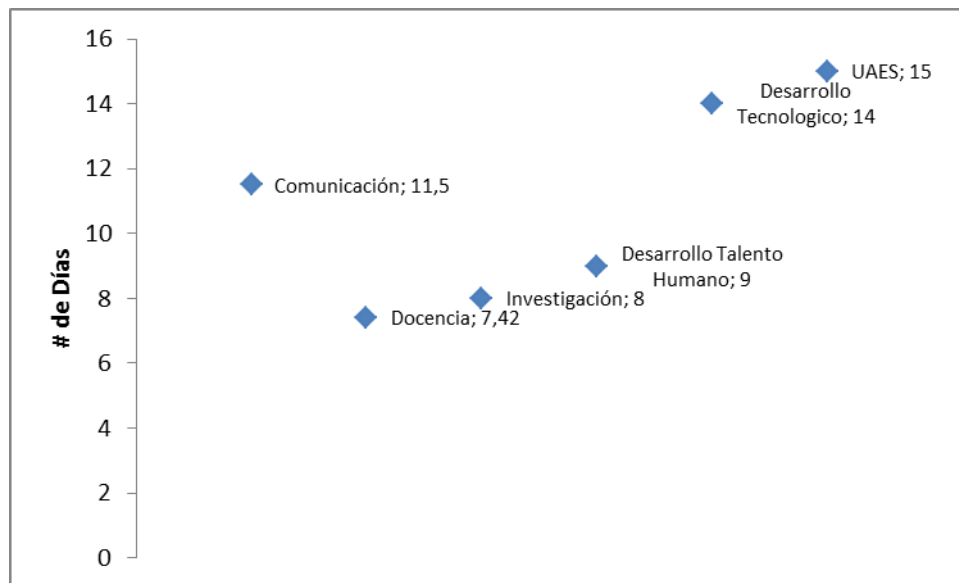 16
14
12
10
8
6
4
2
0
# de Días
UAES; 15
Desarrollo
Tecnologico; 14
Comunicación; 11,5
Desarrollo Talento
Humano; 9
Investigación; 8
Docencia; 7,42